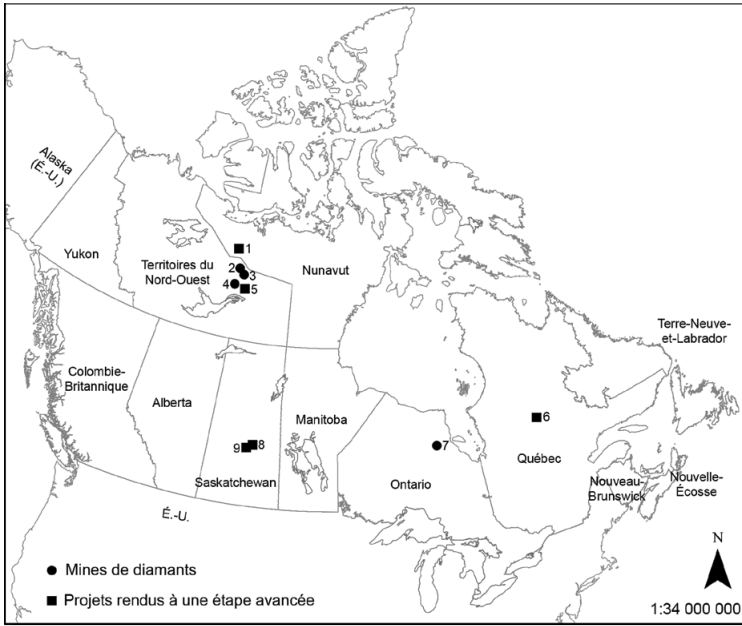 Alaska
(É.-U.)
Yukon
1
2
3
Territoires du
Nord-Ouest
4
5
Nunavut
Terre-Neuve-
et-Labrador
Colombie-
Britannique
Alberta
Manitoba
6
9
8
7
Québec
Saskatchewan
Ontario
Nouveau-
Brunswick
Nouvelle-
Écosse
É.-U.
N
Mines de diamants
Projets rendus à une étape avancée
1:34 000 000